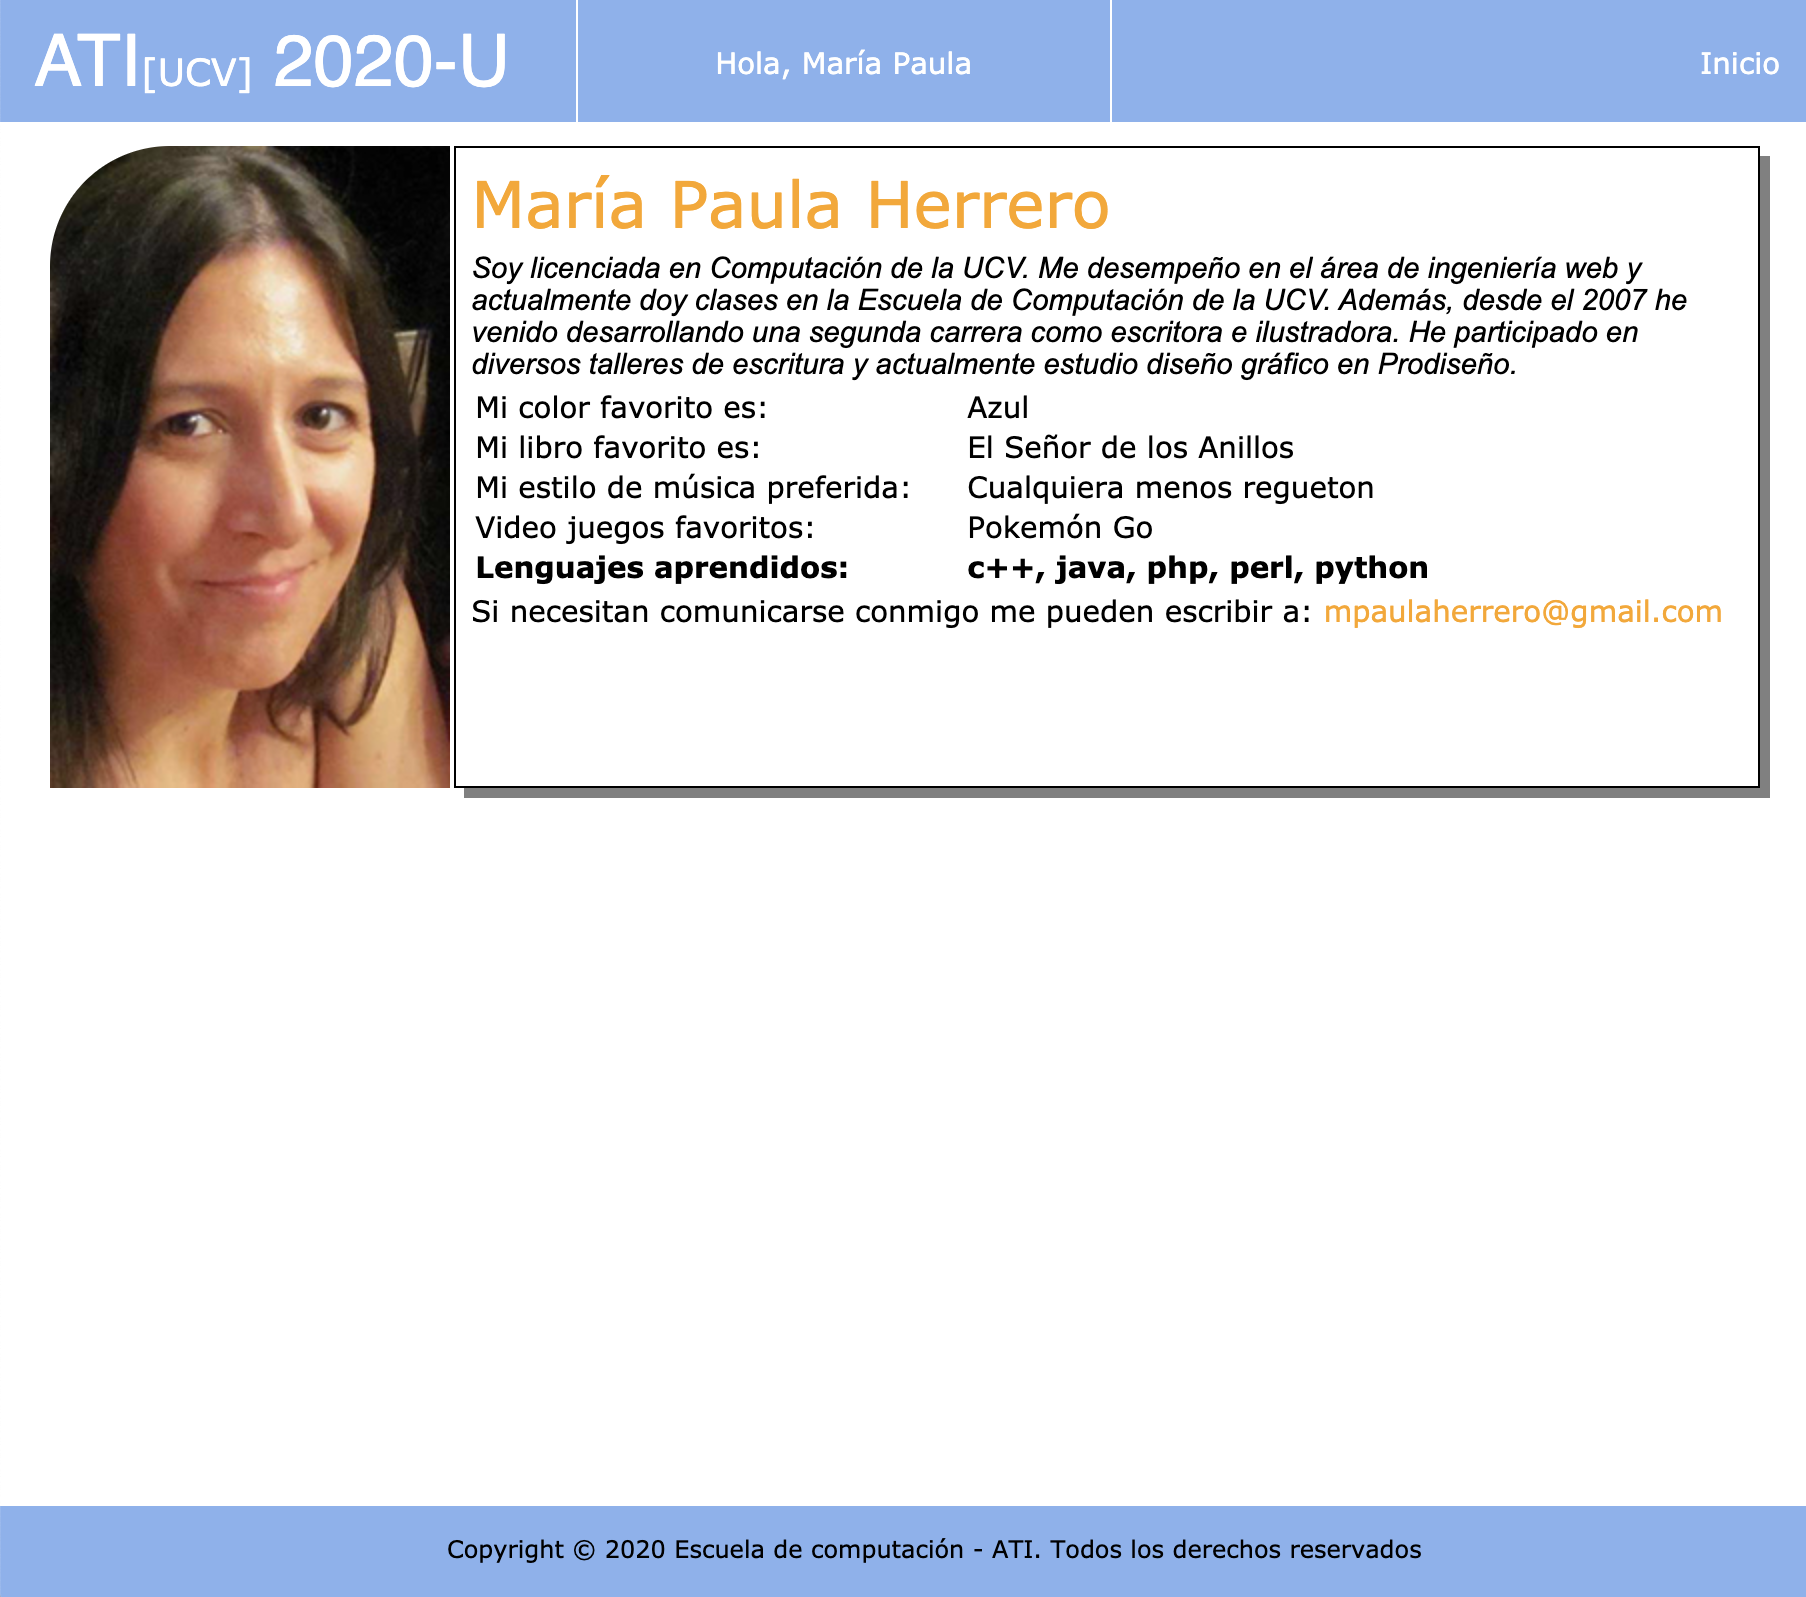 ATI[UCV] 2020-U
Hola, María Paula
Inicio
María Paula Herrero
Soy licenciada en Computación de la UCV. Me desempeño en el área de ingeniería web y
actualmente doy clases en la Escuela de Computación de la UCV. Además, desde el 2007 he
venido desarrollando una segunda carrera como escritora e ilustradora. He participado en
diversos talleres de escritura y actualmente estudio diseño gráfico en Prodiseño.
Mi color favorito es: Azul
Mi libro favorito es: El Señor de los Anillos
Mi estilo de música preferida: Cualquiera menos regueton
Video juegos favoritos: Pokemón Go
Lenguajes aprendidos: c++, java, php, perl, python
Si necesitan comunicarse conmigo me pueden escribir a: mpaulaherrero@gmail.com
Copyright © 2020 Escuela de computación - ATI. Todos los derechos reservados